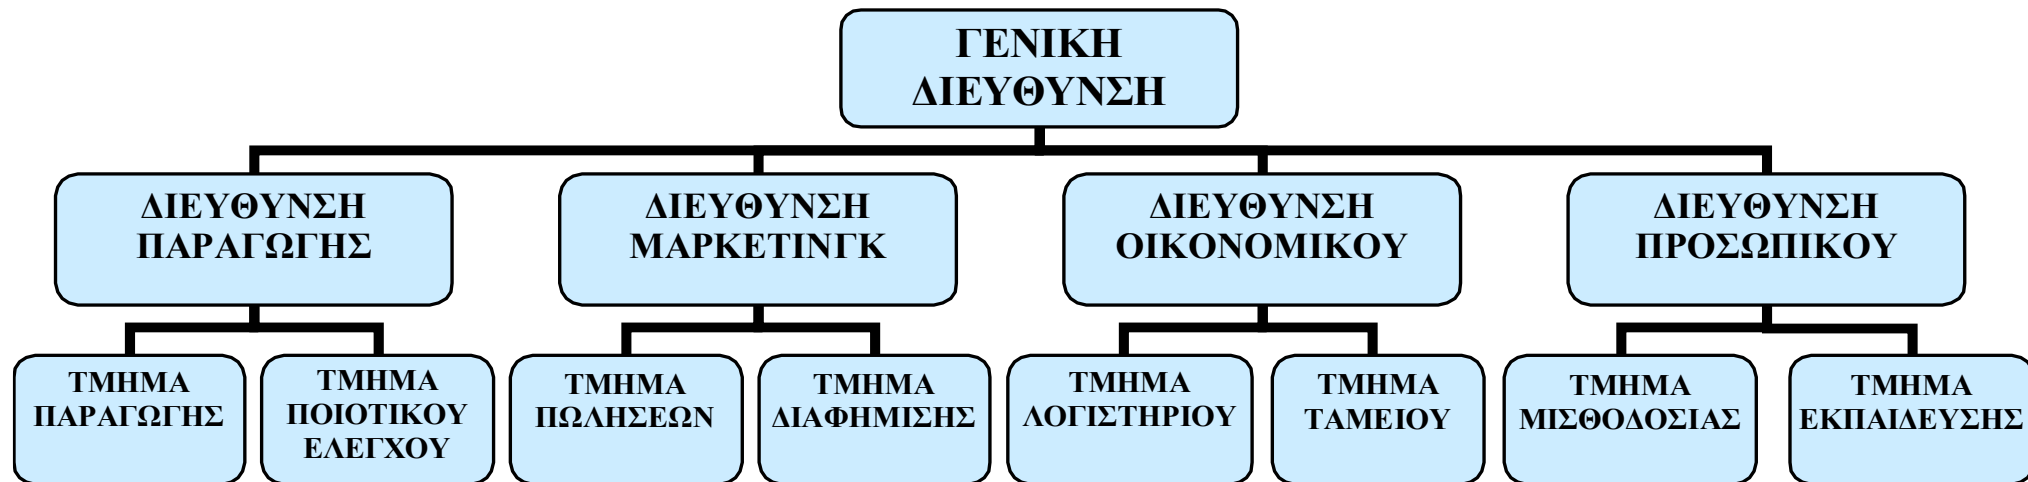 ΓΕΝΙΚΗ
ΔΙΕΥΘΥΝΣΗ
ΔΙΕΥΘΥΝΣΗ
ΠΑΡΑΓΩΓΗΣ
ΔΙΕΥΘΥΝΣΗ
ΜΑΡΚΕΤΙΝΓΚ
ΔΙΕΥΘΥΝΣΗ
ΟΙΚΟΝΟΜΙΚΟΥ
ΔΙΕΥΘΥΝΣΗ
ΠΡΟΣΩΠΙΚΟΥ
ΤΜΗΜΑ
ΠΑΡΑΓΩΓΗΣ
ΤΜΗΜΑ
ΠΟΙΟΤΙΚΟΥ
ΕΛΕΓΧΟΥ
ΤΜΗΜΑ
ΠΩΛΗΣΕΩΝ
ΤΜΗΜΑ
ΔΙΑΦΗΜΙΣΗΣ
ΤΜΗΜΑ
ΛΟΓΙΣΤΗΡΙΟΥ
ΤΜΗΜΑ
ΤΑΜΕΙΟΥ
ΤΜΗΜΑ
ΜΙΣΘΟΔΟΣΙΑΣ
ΤΜΗΜΑ
ΕΚΠΑΙΔΕΥΣΗΣ